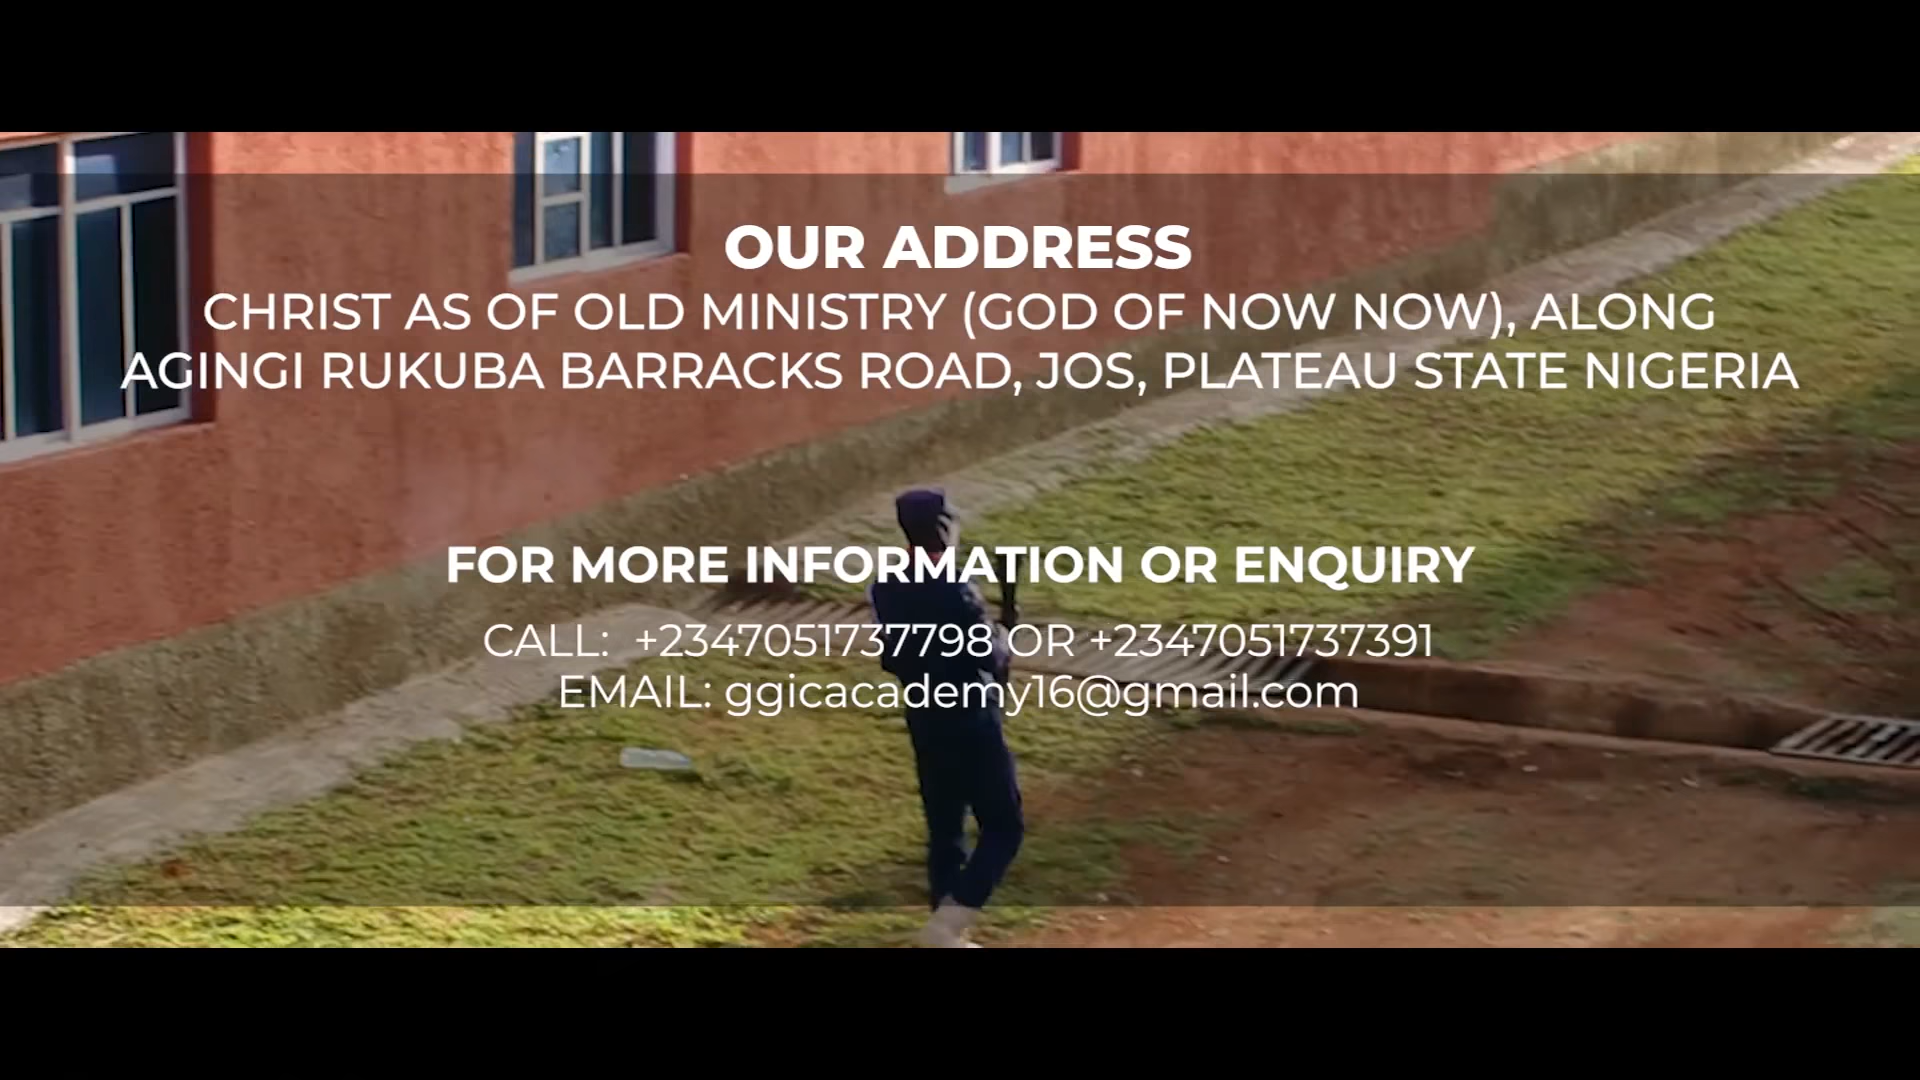 OUR ADDRESS
CHRIST AS OF OLD MINISTRY (GOD OF NOW NOW), ALONG
AGINGI RUKUBA BARRACKS ROAD, JOS, PLATEAU STATE NIGERIA
FOR MORE INFORMATION OR ENQUIRY
CALL: +2347051737798 OR +2347051737391
EMAIL: ggicacademy16@gmail.com